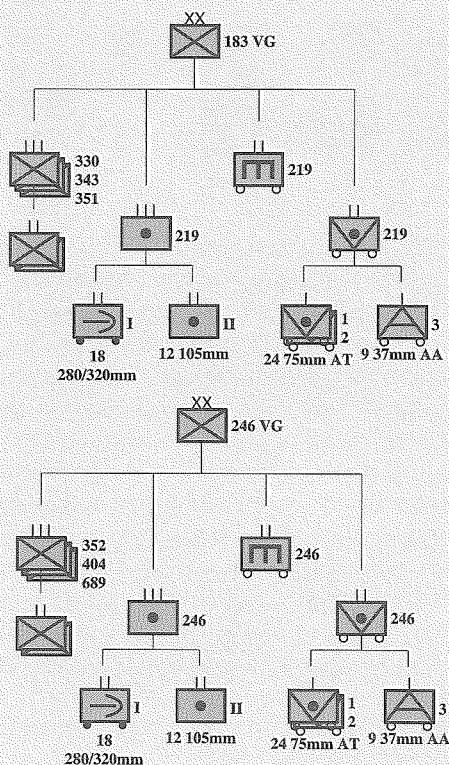 XX
183 VG
330
343
351
219
219
219
I
II
1
2
3
18
280/320mm
12 105mm
24 75mm AT
9 37mm AA
XX
246 VG
352
404
689
246
246
246
I
II
1
2
3
18
280/320mm
12 105mm
24 75mm AT
9 37mm AA